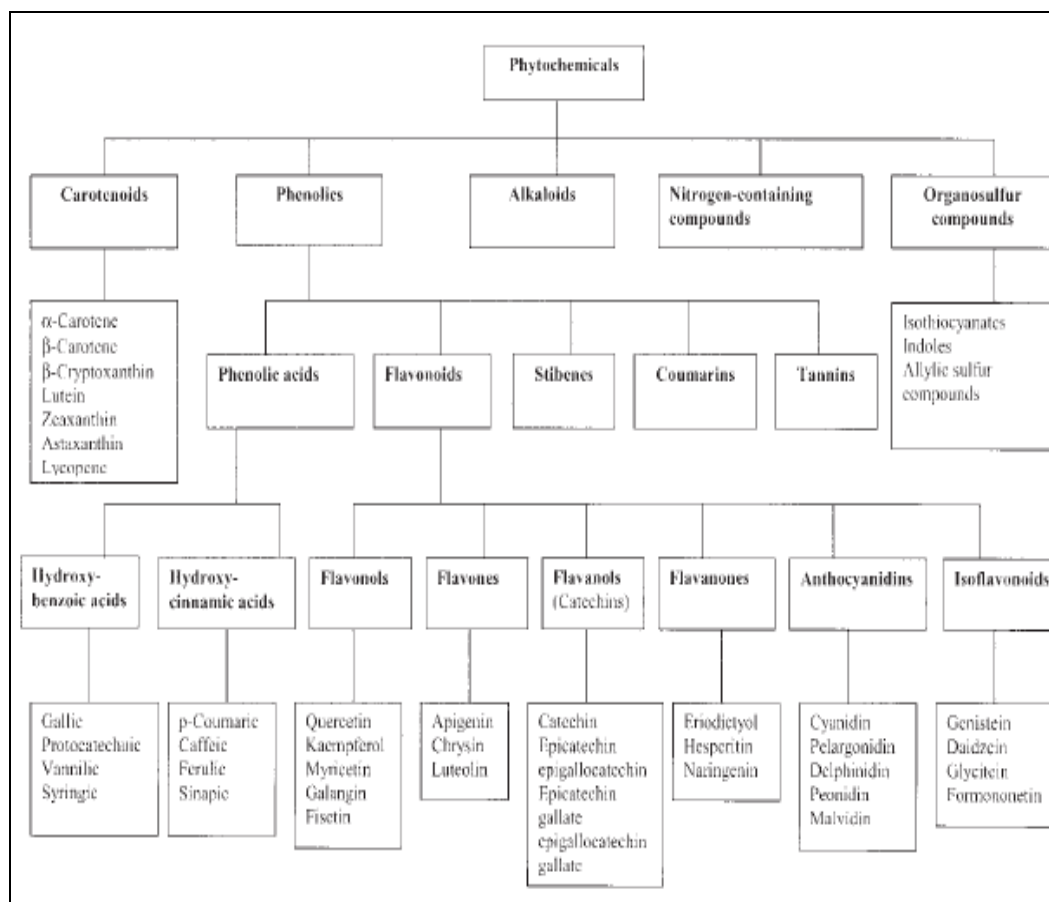 Phytochemicals
Carotenoids
Phenolics
Alkaloids
Nitrogen-containing
compounds
Organosulfur
compounds
α-Carotene
β-Carotene
β-Cryptoxanthin
Lutein
Zeaxanthin
Astaxanthin
Lycopene
Isothiocyanates
Indoles
Allylic sulfur
compounds
Phenolic acids
Flavonoids
Stibenes
Coumarins
Tannins
Hydroxy-
benzoic acids
Hydroxy-
cinnamic acids
Flavonols
Flavones
Flavanols
(Catechins)
Flavanones
Anthocyanidins
Isoflavonoids
Gallic
Protocatechuic
Vannilic
Syringic
p-Coumaric
Caffeic
Ferulic
Sinapic
Quercetin
Kaempferol
Myricetin
Galangin
Fisetin
Apigenin
Chrysin
Luteolin
Catechin
Epicatechin
epigallocatechin
Epicatechin
gallate
epigallocatechin
gallate
Eriodictyol
Hesperitin
Naringenin
Cyanidin
Pelargonidin
Delphinidin
Peonidin
Malvidin
Genistein
Daidzein
Glycitein
Formononetin